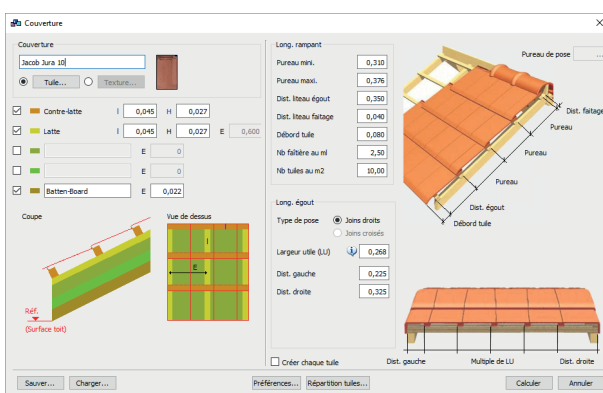 Couverture
Couverture
Jacob Jura 10
Tuile... Texture...
Contre-latte l 0,045 H 0,027
Latte l 0,045 H 0,027 E 0,600
E 0
E 0
Batten-Board E 0,022
Coupe
Réf.
(Surface toit)
Vue de dessus
l
l
E
Long. rampant
Pureau mini. 0,310
Pureau maxi. 0,376
Dist. liteau égout 0,350
Dist. liteau faitage 0,040
Débord tuile 0,080
Nb faîtière au ml 2,50
Nb tuiles au m2 10,00
Long. égout
Type de pose Joins droits
Joins croisés
Largeur utile (LU) 0,268
Dist. gauche 0,225
Dist. droite 0,325
Créer chaque tuile
Pureau de pose ...
Dist. faitage
Pureau
Pureau
Pureau
Dist. égout
Débord tuile
Dist. gauche Multiple de LU Dist. droite
Sauver... Charger... Préférences... Répartition tuiles... Calculer Annuler